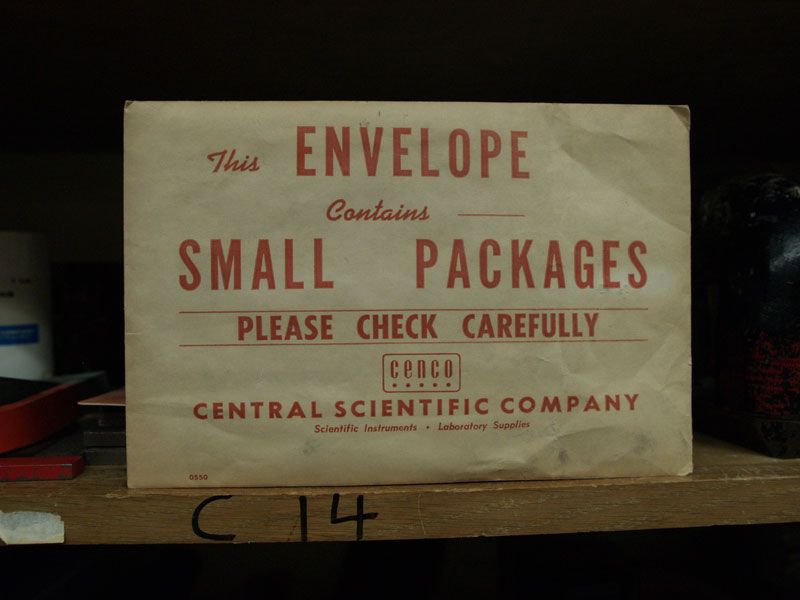 This ENVELOPE
Contains
SMALL PACKAGES
PLEASE CHECK CAREFULLY
cenco
CENTRAL SCIENTIFIC COMPANY
Scientific Instruments • Laboratory Supplies
0550
C 14